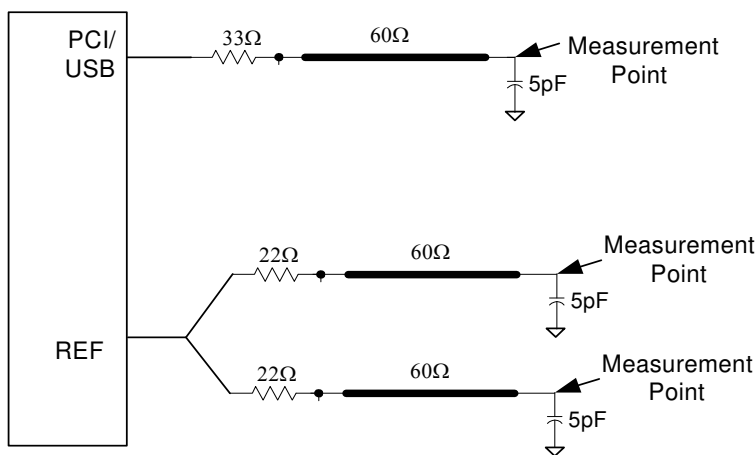 PCI/
USB
33Ω
60Ω
Measurement
Point
5pF
22Ω
60Ω
Measurement
Point
5pF
REF
22Ω
60Ω
Measurement
Point
5pF